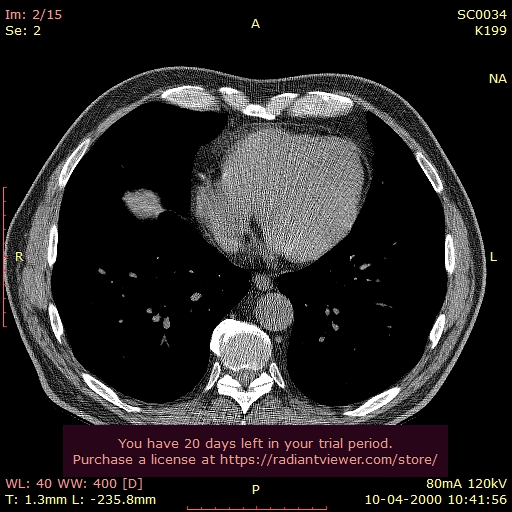 Im: 2/15
Se: 2
A
SC0034
K199
NA
R
L
You have 20 days left in your trial period.
Purchase a license at https://radiantviewer.com/store/
WL: 40 WW: 400 [D]
T: 1.3mm L: -235.8mm
P
80mA 120kV
10-04-2000 10:41:56